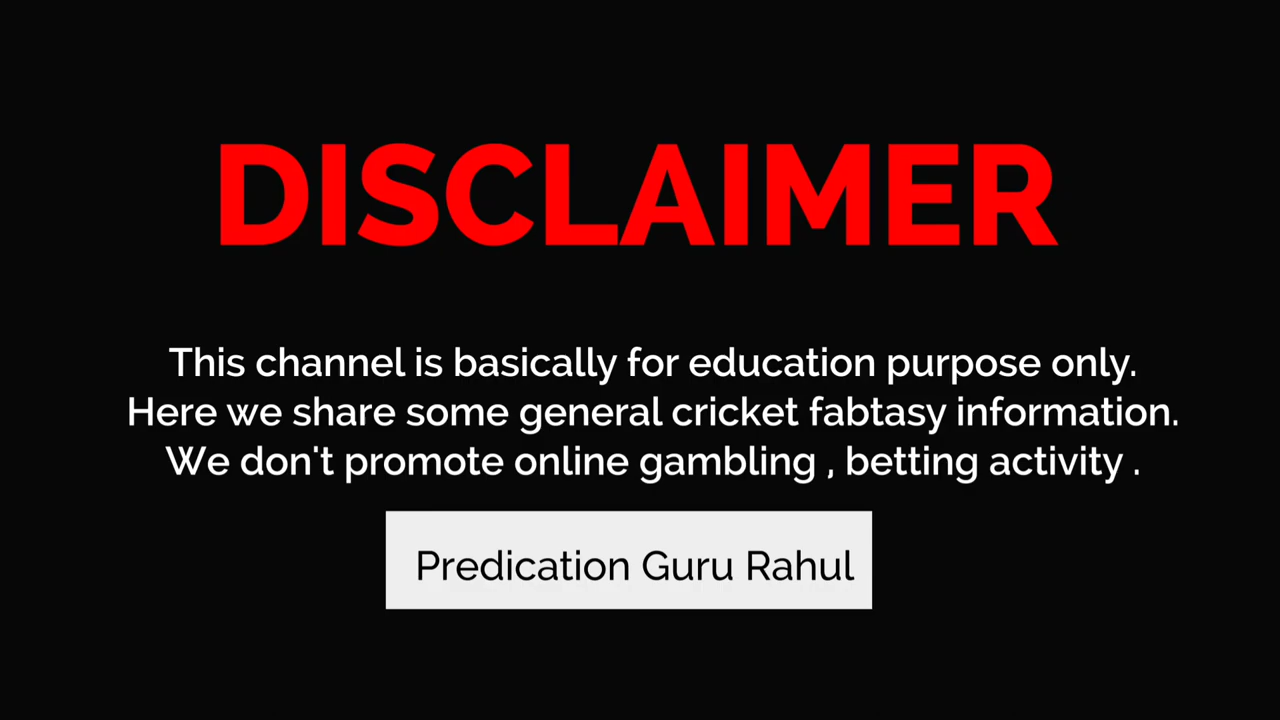 DISCLAIMER
This channel is basically for education purpose only.
Here we share some general cricket fabtasy information.
We don't promote online gambling , betting activity .
Predication Guru Rahul